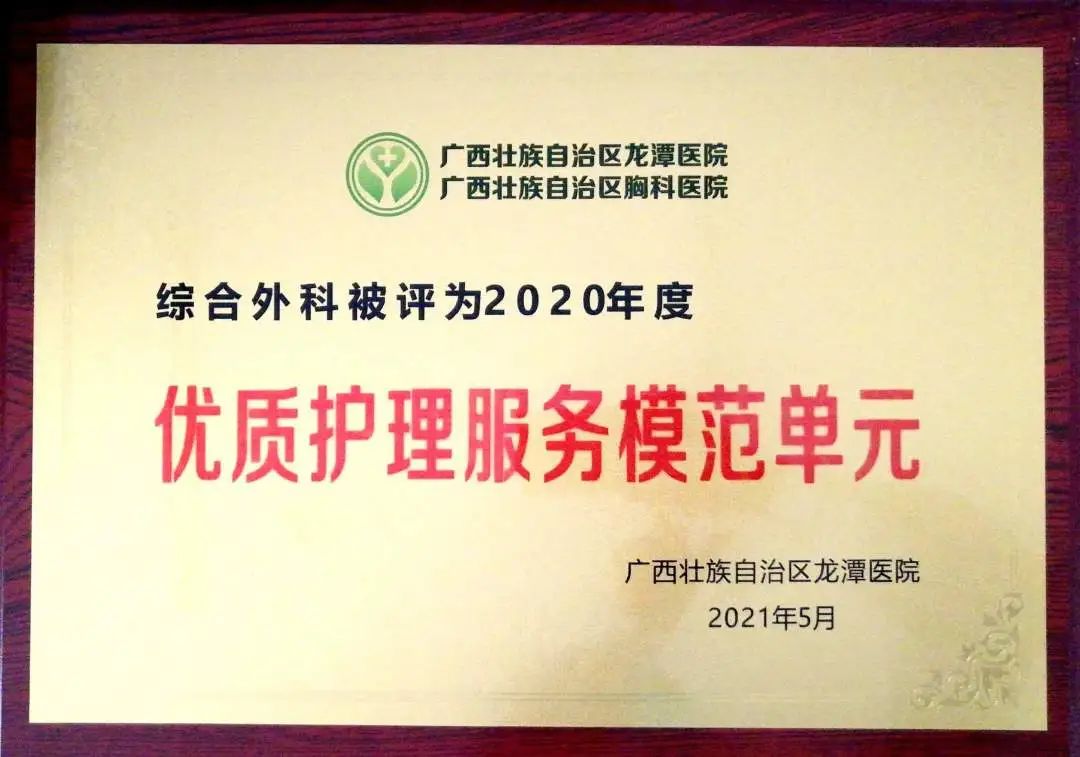 广西壮族自治区龙潭医院
广西壮族自治区胸科医院
综合外科被评为2020年度
优质护理服务模范单元
广西壮族自治区龙潭医院
2021年5月